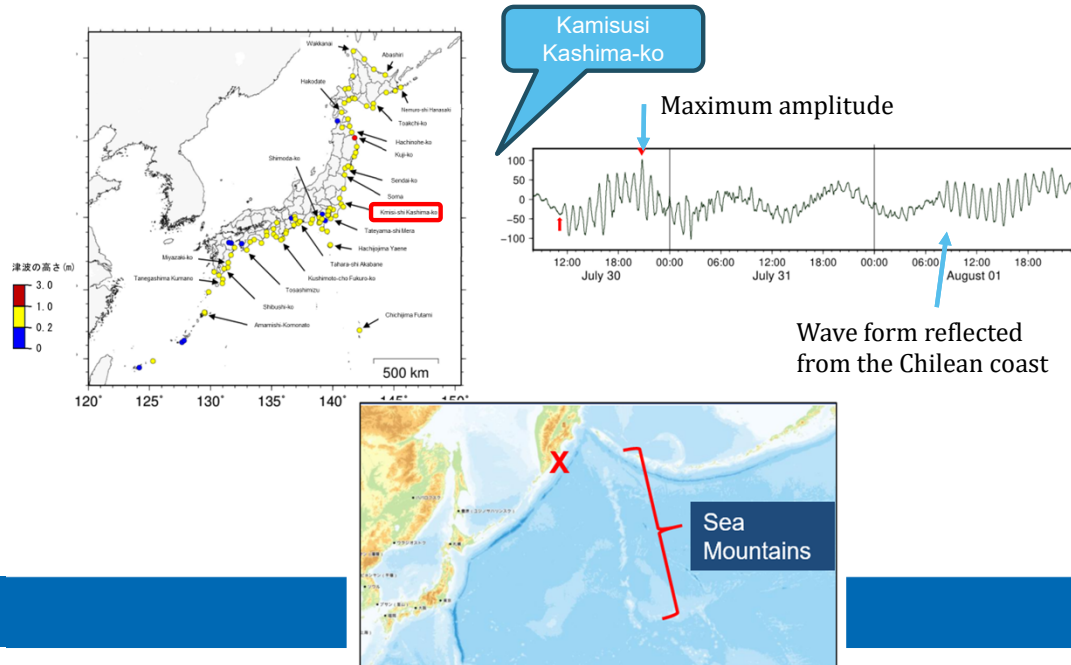 Kamisusi
Kashima-ko
Wakkanai
Abashiri
Hakodate
Nemuro-shi Hanasaki
Toakchi-ko
Hachinohe-ko
Kuji-ko
Shimoda-ko
Sendai-ko
Soma
Kmisi-shi Kashima-ko
Tateyama-shi Mera
Hachijojima Yaene
Tahara-shi Akabane
Kushimoto-cho Fukuro-ko
Tosashimizu
Miyazaki-ko
Tanegashima Kumano
Shibushi-ko
Amamishi-Komonato
Chichijima Futami
津波の高さ(m)
3.0
1.0
0.2
0
500 km
120° 125° 130° 135° 140° 145° 150°
Maximum amplitude
100
50
0
-50
-100
12:00 18:00 00:00 06:00 12:00 18:00 00:00 06:00 12:00 18:00
July 30 July 31 August 01
Wave form reflected
from the Chilean coast
X
Sea
Mountains